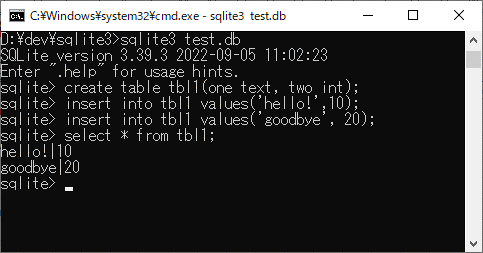 C:¥Windows¥system32¥cmd.exe - sqlite3 test.db
D:¥dev¥sqlite3>sqlite3 test.db
SQLite version 3.39.3 2022-09-05 11:02:23
Enter ".help" for usage hints.
sqlite> create table tbl1(one text, two int);
sqlite> insert into tbl1 values('hello!',10);
sqlite> insert into tbl1 values('goodbye', 20);
sqlite> select * from tbl1;
hello!|10
goodbye|20
sqlite>